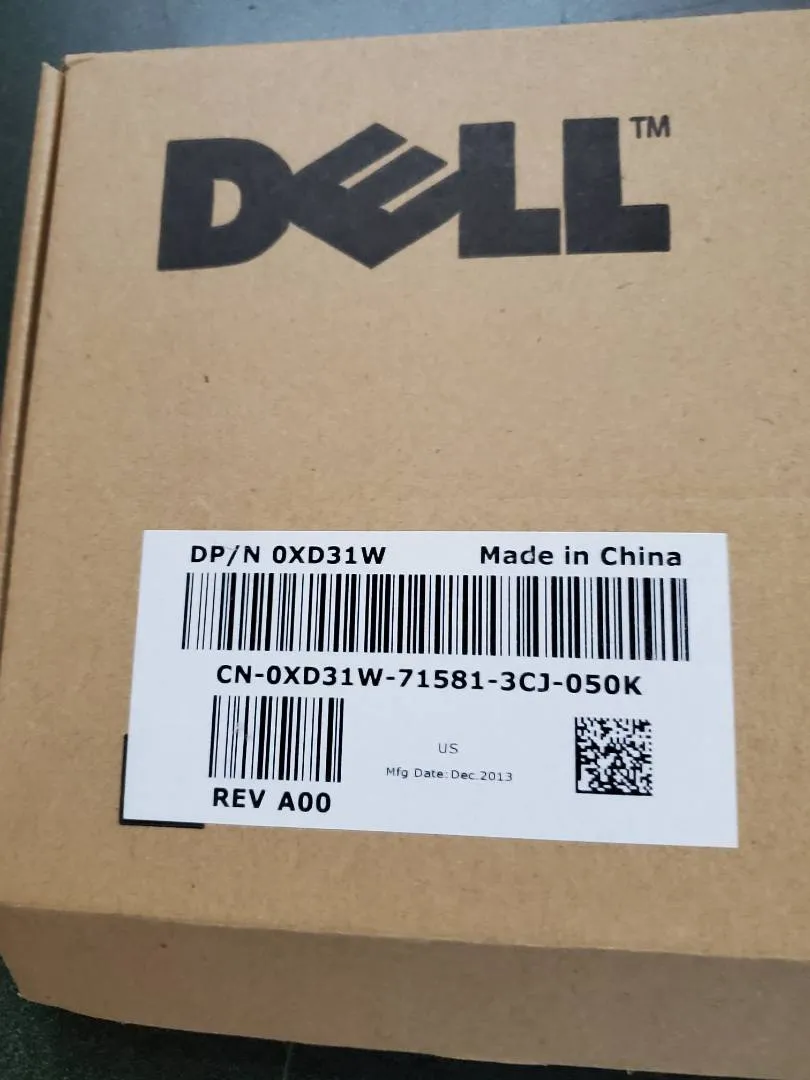 DELL™
DP/N 0XD31W Made in China
CN-0XD31W-71581-3CJ-050K
US
Mfg Date:Dec.2013
REV A00